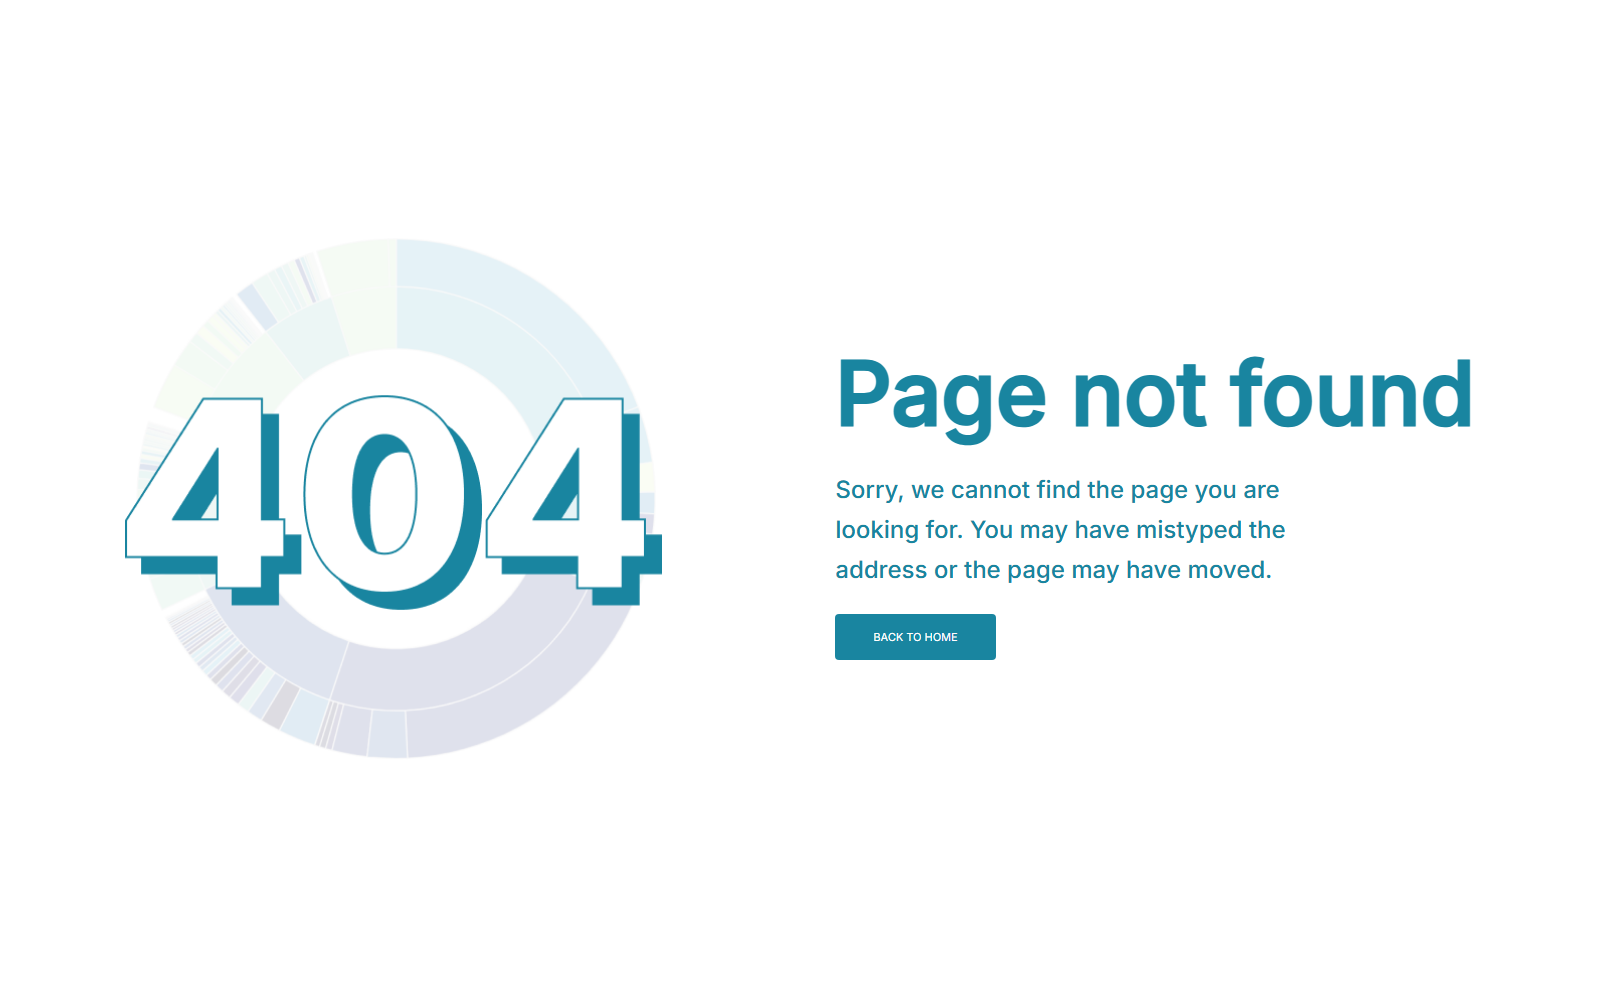 404
Page not found
Sorry, we cannot find the page you are
looking for. You may have mistyped the
address or the page may have moved.
BACK TO HOME